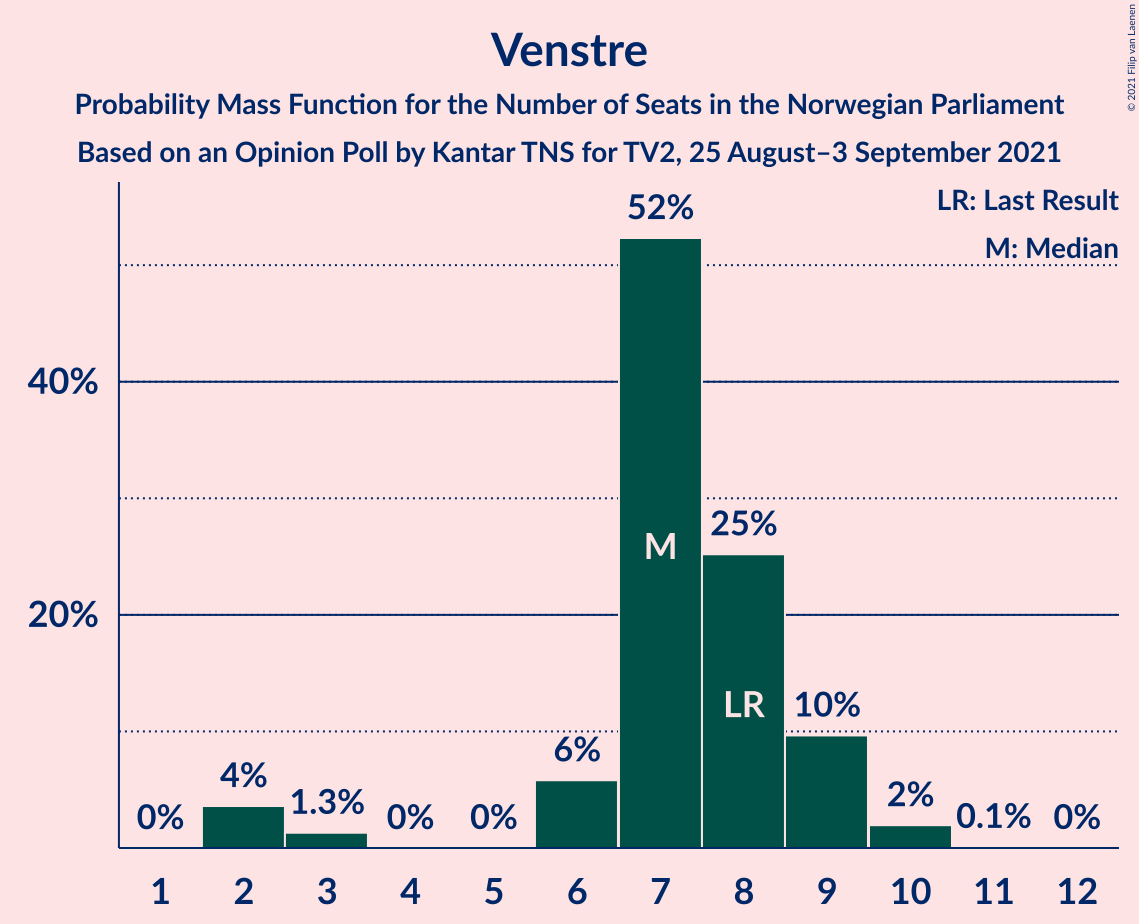 Venstre
Probability Mass Function for the Number of Seats in the Norwegian Parliament
Based on an Opinion Poll by Kantar TNS for TV2, 25 August–3 September 2021
© 2021 Filip van Laenen
LR: Last Result
M: Median
52%
40%
25%
M
20%
LR
10%
6%
4%
1.3%
2%
0%
0%
0%
0.1%
0%
1 2 3 4 5 6 7 8 9 10 11 12